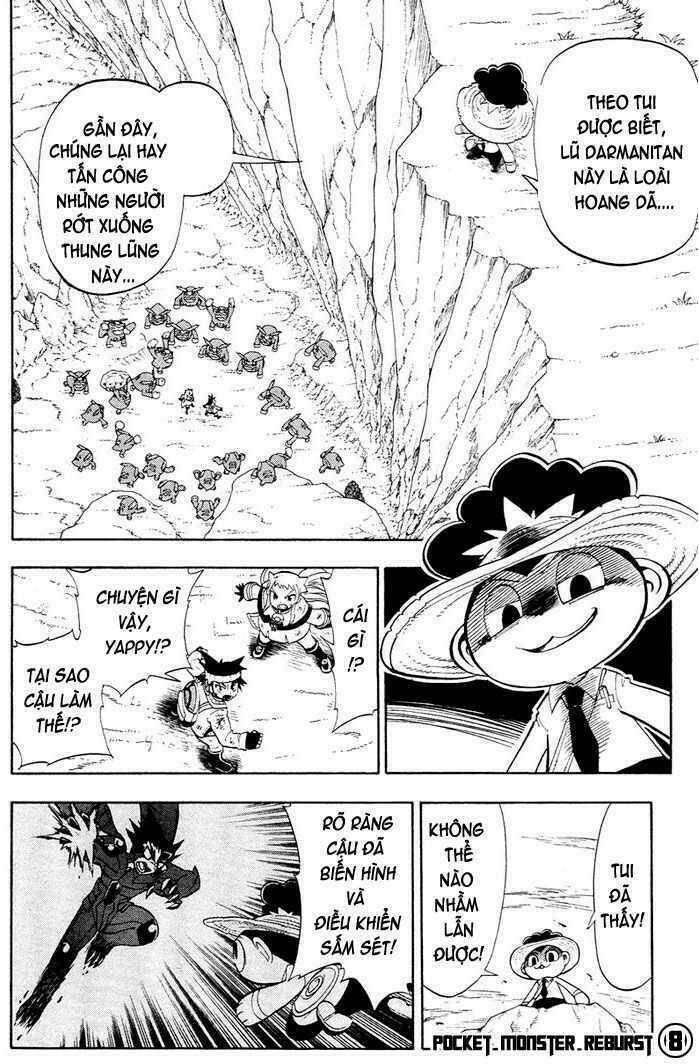 THEO TUI
ĐƯỢC BIẾT,
LŨ DARMANITAN
NÀY LÀ LOÀI
HOANG DÃ....
GẦN ĐÂY,
CHÚNG LẠI HAY
TẤN CÔNG
NHỮNG NGƯỜI
RỚT XUỐNG
THUNG LŨNG
NÀY...
CÁI
GÌ
!?
CHUYỆN GÌ
VẬY,
YAPPY!?
TẠI SAO
CẬU LÀM
THẾ!?
TUI
ĐÃ
THẤY!
KHÔNG
THỂ
NÀO
NHẦM
LẪN
ĐƯỢC!
RÕ RÀNG
CẬU ĐÃ
BIẾN HÌNH
VÀ
ĐIỀU KHIỂN
SẤM SÉT!
POCKET MONSTER REBURST 8